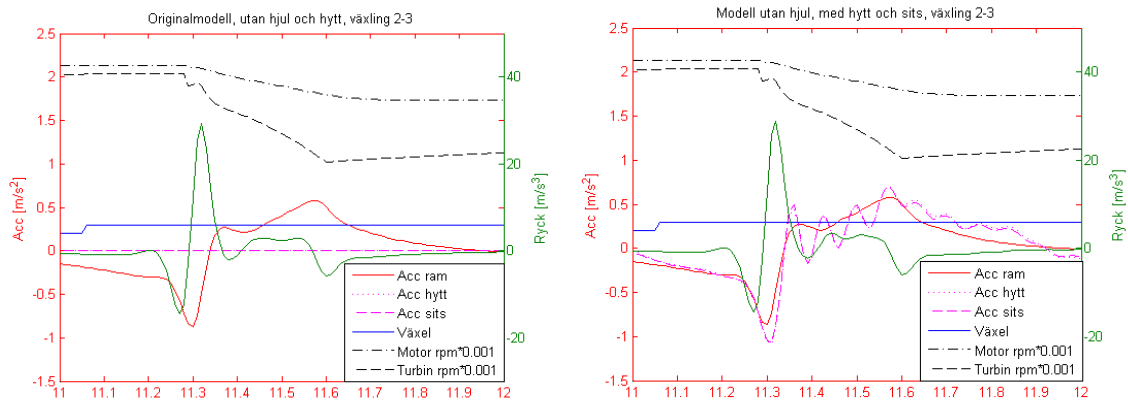 Originalmodell, utan hjul och hytt, växling 2-3
2.5
2
1.5
1
0.5
0
-0.5
-1
-1.5
Acc [m/s²]
40
20
0
-20
Ryck [m/s³]
11 11.1 11.2 11.3 11.4 11.5 11.6 11.7 11.8 11.9 12
Acc ram
Acc hytt
Acc sits
Växel
Motor rpm*0.001
Turbin rpm*0.001
Modell utan hjul, med hytt och sits, växling 2-3
2.5
2
1.5
1
0.5
0
-0.5
-1
-1.5
Acc [m/s²]
40
20
0
-20
Ryck [m/s³]
11 11.1 11.2 11.3 11.4 11.5 11.6 11.7 11.8 11.9 12
Acc ram
Acc hytt
Acc sits
Växel
Motor rpm*0.001
Turbin rpm*0.001